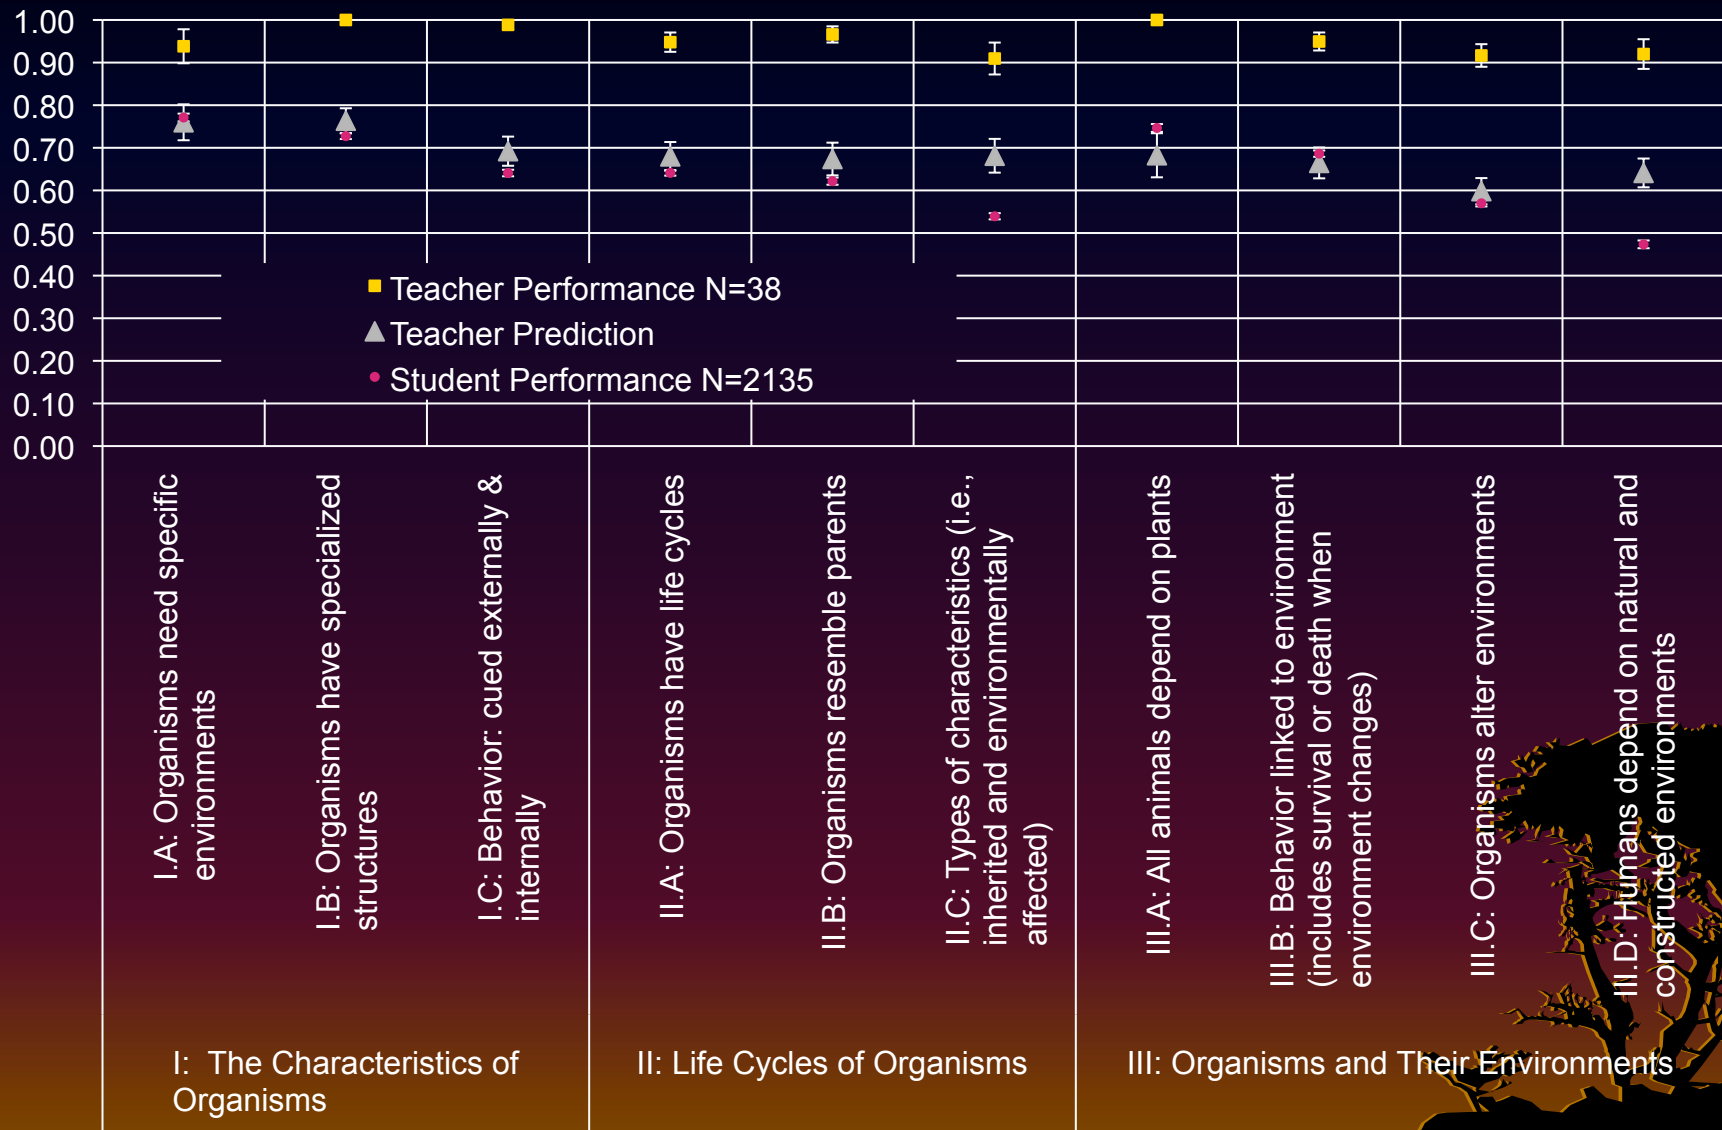 1.00
0.90
0.80
0.70
0.60
0.50
0.40
0.30
0.20
0.10
0.00
Teacher Performance N=38
Teacher Prediction
Student Performance N=2135
I.A: Organisms need specific
environments
I.B: Organisms have specialized
structures
I.C: Behavior: cued externally &
internally
II.A: Organisms have life cycles
II.B: Organisms resemble parents
II.C: Types of characteristics (i.e.,
inherited and environmentally
affected)
III.A: All animals depend on plants
III.B: Behavior linked to environment
(includes survival or death when
environment changes)
III.C: Organisms alter environments
III.D: Humans depend on natural and
constructed environments
I:  The Characteristics of
Organisms
II: Life Cycles of Organisms
III: Organisms and Their Environments